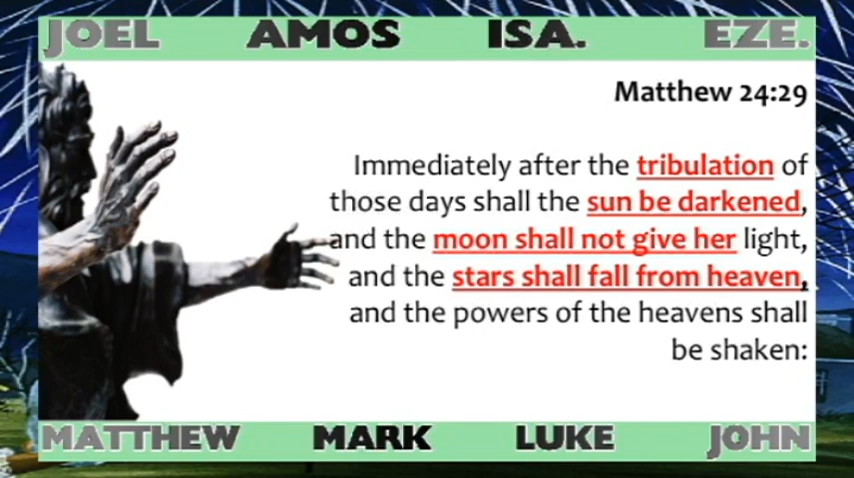 JOEL AMOS ISA. EZE.
Matthew 24:29
Immediately after the tribulation of
those days shall the sun be darkened,
and the moon shall not give her light,
and the stars shall fall from heaven,
and the powers of the heavens shall
be shaken:
MATTHEW MARK LUKE JOHN